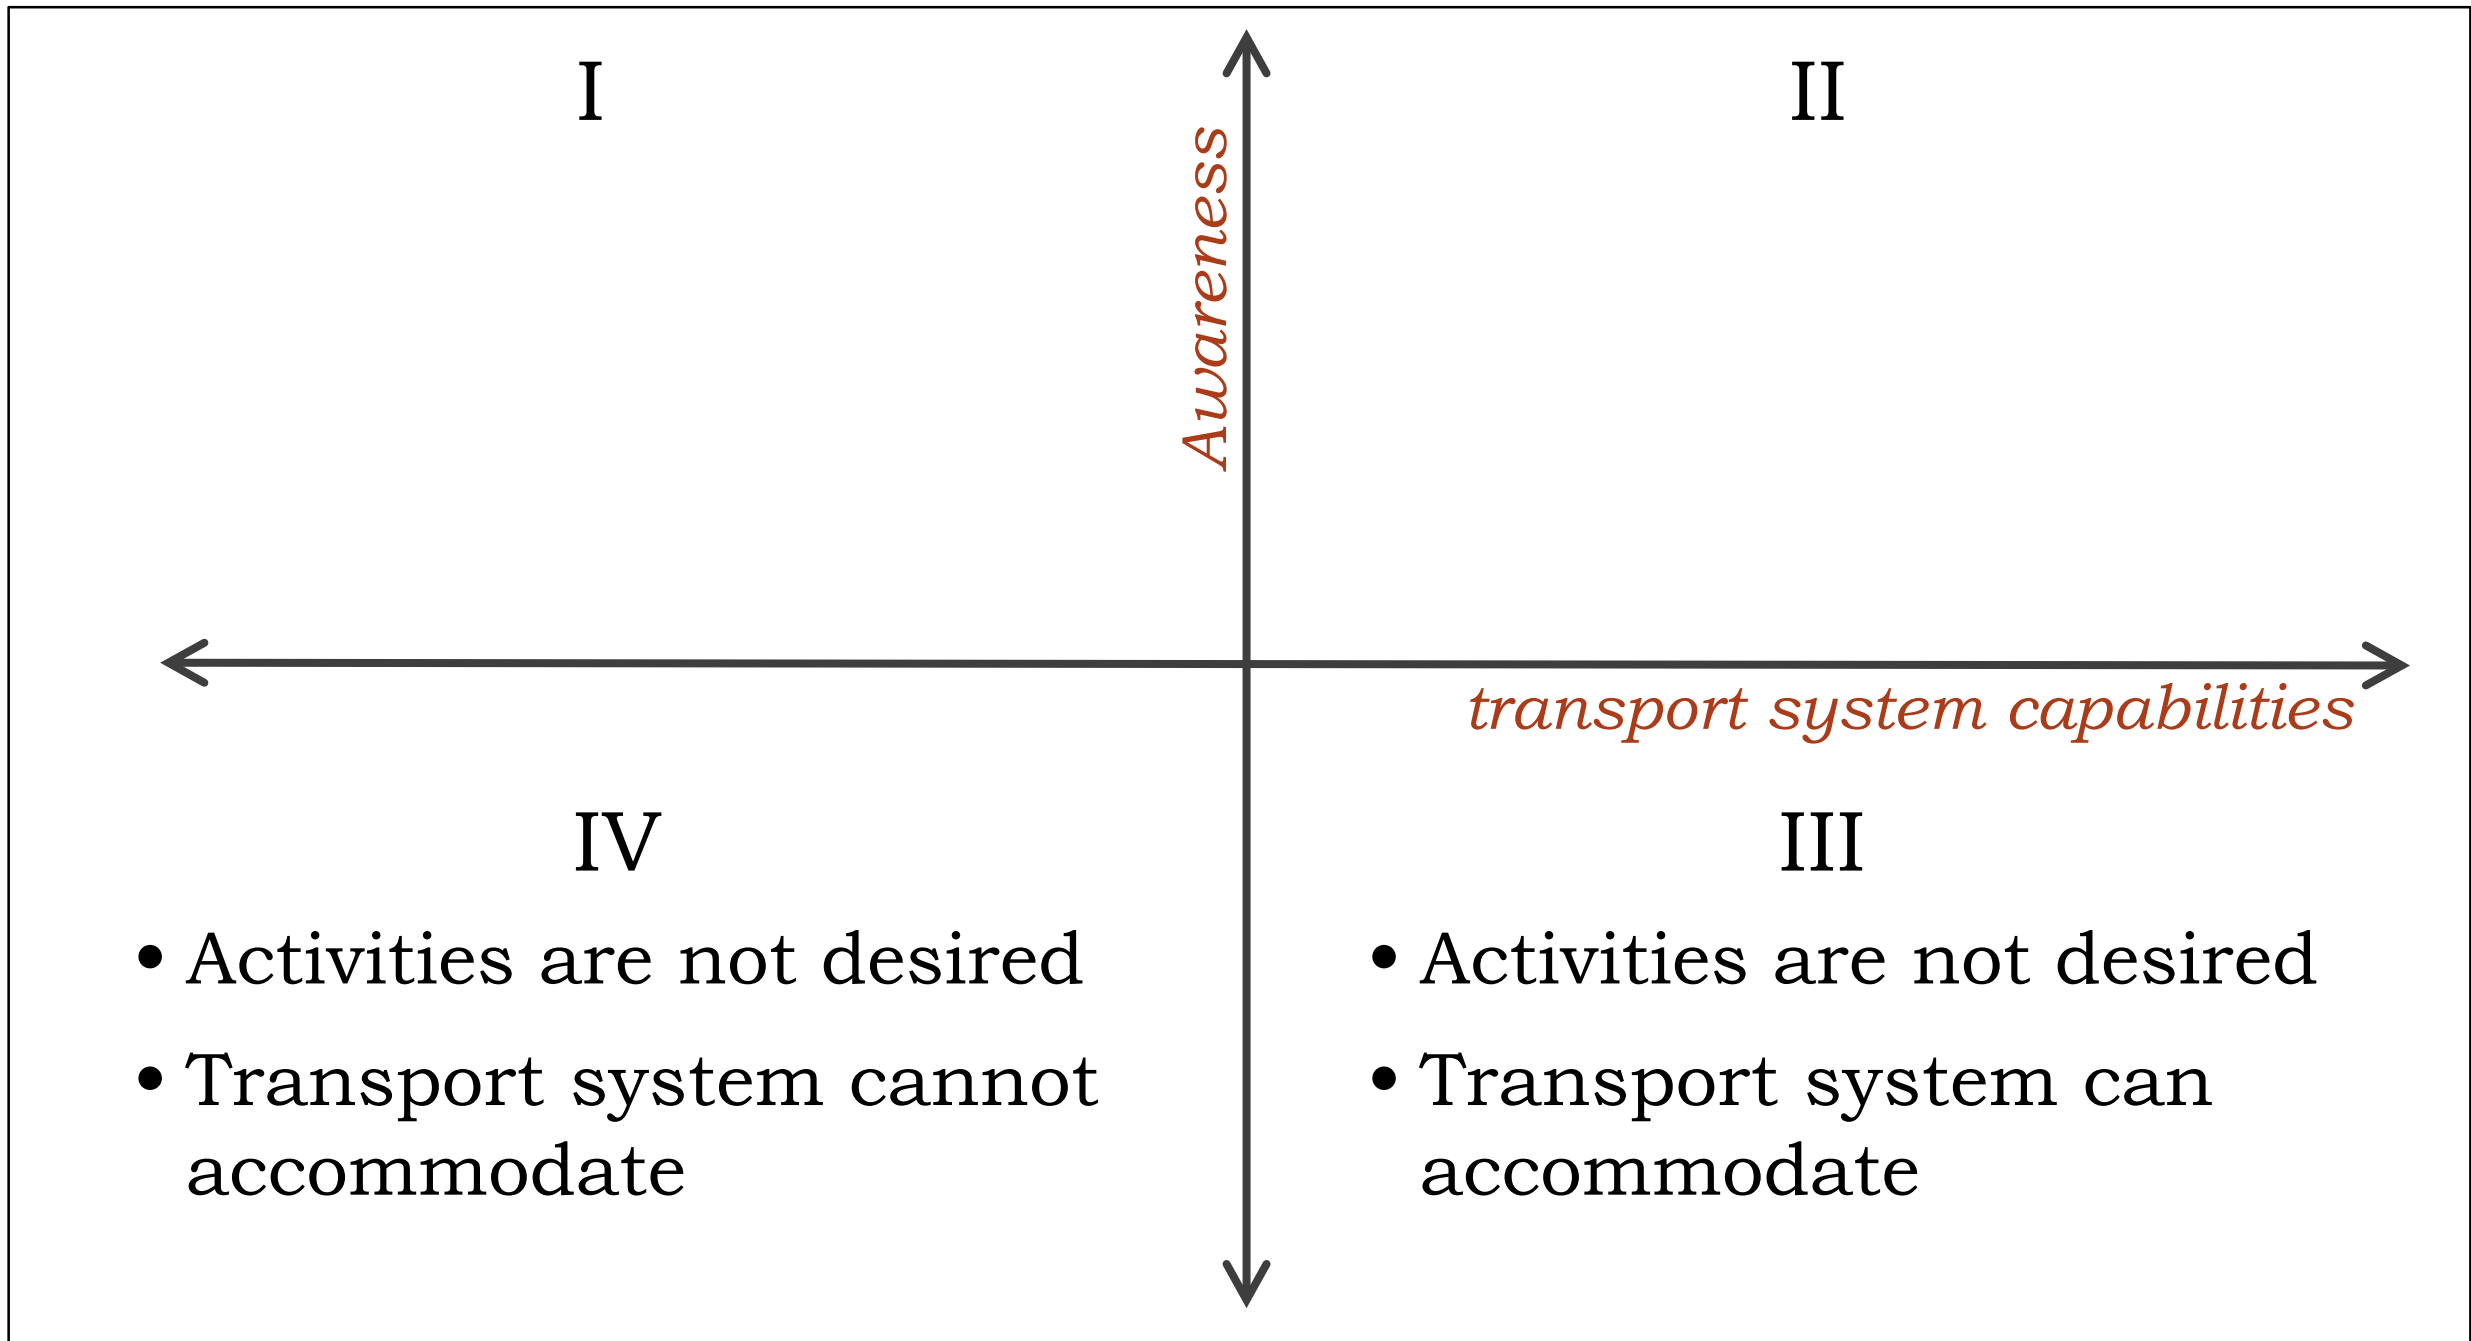 I
II
Awareness
transport system capabilities
IV
• Activities are not desired
• Transport system cannot
accommodate
III
• Activities are not desired
• Transport system can
accommodate